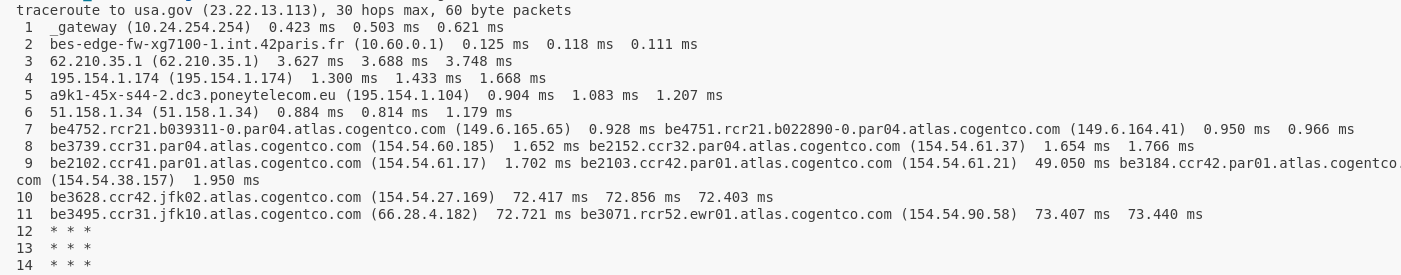 traceroute to usa.gov (23.22.13.113), 30 hops max, 60 byte packets
 1  _gateway (10.24.254.254)  0.423 ms  0.503 ms  0.621 ms
 2  bes-edge-fw-xg7100-1.int.42paris.fr (10.60.0.1)  0.125 ms  0.118 ms  0.111 ms
 3  62.210.35.1 (62.210.35.1)  3.627 ms  3.688 ms  3.748 ms
 4  195.154.1.174 (195.154.1.174)  1.300 ms  1.433 ms  1.668 ms
 5  a9k1-45x-s44-2.dc3.poneytelecom.eu (195.154.1.104)  0.904 ms  1.083 ms  1.207 ms
 6  51.158.1.34 (51.158.1.34)  0.884 ms  0.814 ms  1.179 ms
 7  be4752.rcr21.b039311-0.par04.atlas.cogentco.com (149.6.165.65)  0.928 ms be4751.rcr21.b022890-0.par04.atlas.cogentco.com (149.6.164.41)  0.950 ms  0.966 ms
 8  be3739.ccr31.par04.atlas.cogentco.com (154.54.60.185)  1.652 ms be2152.ccr32.par04.atlas.cogentco.com (154.54.61.37)  1.654 ms  1.766 ms
 9  be2102.ccr41.par01.atlas.cogentco.com (154.54.61.17)  1.702 ms be2103.ccr42.par01.atlas.cogentco.com (154.54.61.21)  49.050 ms be3184.ccr42.par01.atlas.cogentco.
com (154.54.38.157)  1.950 ms
10  be3628.ccr42.jfk02.atlas.cogentco.com (154.54.27.169)  72.417 ms  72.856 ms  72.403 ms
11  be3495.ccr31.jfk10.atlas.cogentco.com (66.28.4.182)  72.721 ms be3071.rcr52.ewr01.atlas.cogentco.com (154.54.90.58)  73.407 ms  73.440 ms
12  * * *
13  * * *
14  * * *